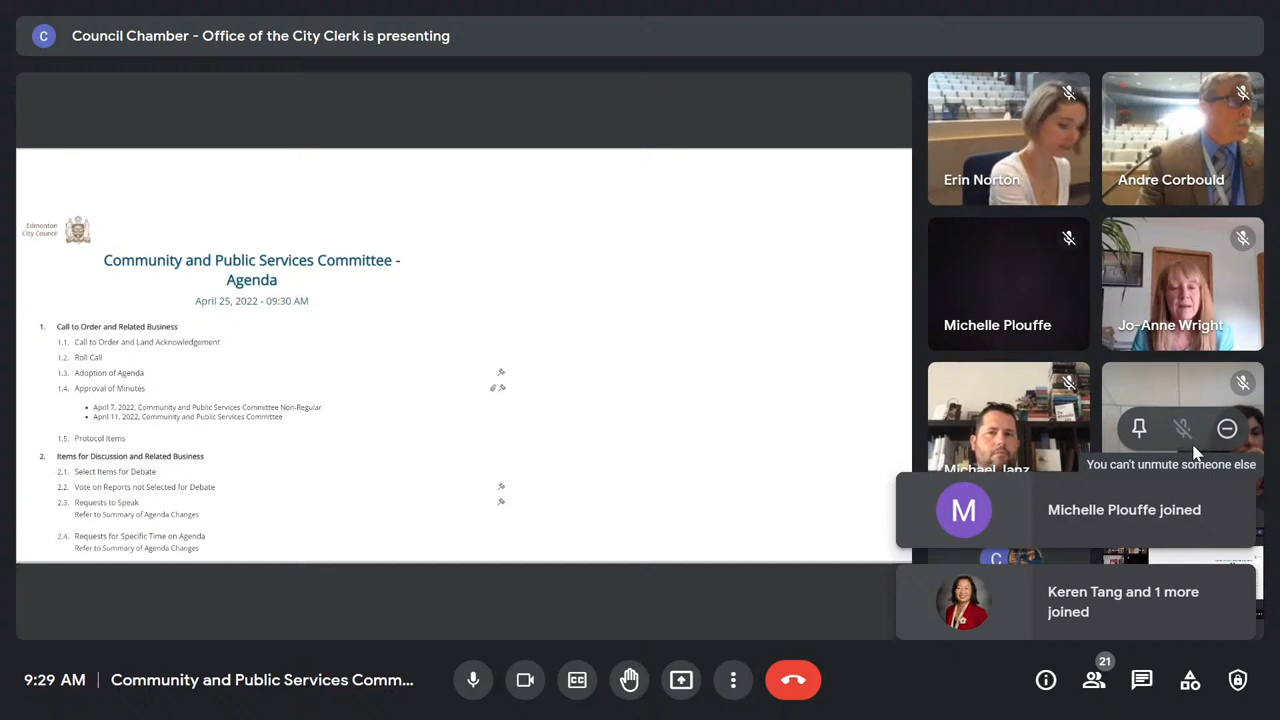 C
Council Chamber - Office of the City Clerk is presenting
Edmonton
City Council
Community and Public Services Committee -
Agenda
April 25, 2022 - 09:30 AM
1. Call to Order and Related Business
1.1. Call to Order and Land Acknowledgement
1.2. Roll Call
1.3. Adoption of Agenda
1.4. Approval of Minutes
• April 7, 2022, Community and Public Services Committee Non-Regular
• April 11, 2022, Community and Public Services Committee
1.5. Protocol Items
2. Items for Discussion and Related Business
2.1. Select Items for Debate
2.2. Vote on Reports not Selected for Debate
2.3. Requests to Speak
Refer to Summary of Agenda Changes
2.4. Requests for Specific Time on Agenda
Refer to Summary of Agenda Changes
Erin Norton
Andre Corbould
Michelle Plouffe
Jo-Anne Wright
Michael Janz
You can't unmute someone else
M
Michelle Plouffe joined
C
Keren Tang and 1 more
joined
9:29 AM
Community and Public Services Comm...
21